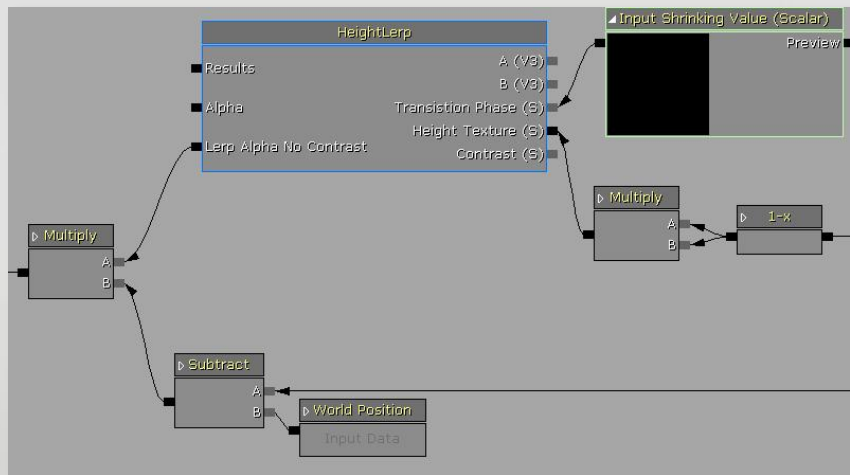 HeightLerp
Results
Alpha
Lerp Alpha No Contrast
A (V3)
B (V3)
Transistion Phase (S)
Height Texture (S)
Contrast (S)
Input Shrinking Value (Scalar)
Preview
Multiply
A
B
1-x
Multiply
A
B
Subtract
A
B
World Position
Input Data